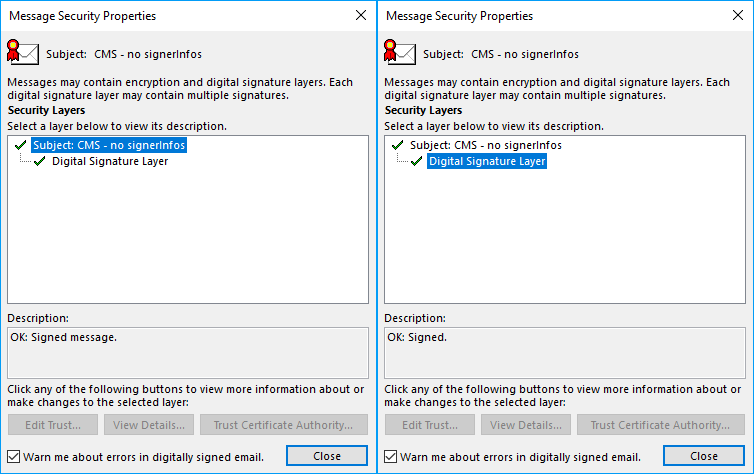 Message Security Properties
Subject: CMS - no signerInfos
Messages may contain encryption and digital signature layers. Each
digital signature layer may contain multiple signatures.
Security Layers
Select a layer below to view its description.
Subject: CMS - no signerInfos
Digital Signature Layer
Description:
OK: Signed message.
Click any of the following buttons to view more information about or
make changes to the selected layer:
Edit Trust... View Details... Trust Certificate Authority...
Warn me about errors in digitally signed email. Close
Message Security Properties
Subject: CMS - no signerInfos
Messages may contain encryption and digital signature layers. Each
digital signature layer may contain multiple signatures.
Security Layers
Select a layer below to view its description.
Subject: CMS - no signerInfos
Digital Signature Layer
Description:
OK: Signed.
Click any of the following buttons to view more information about or
make changes to the selected layer:
Edit Trust... View Details... Trust Certificate Authority...
Warn me about errors in digitally signed email. Close